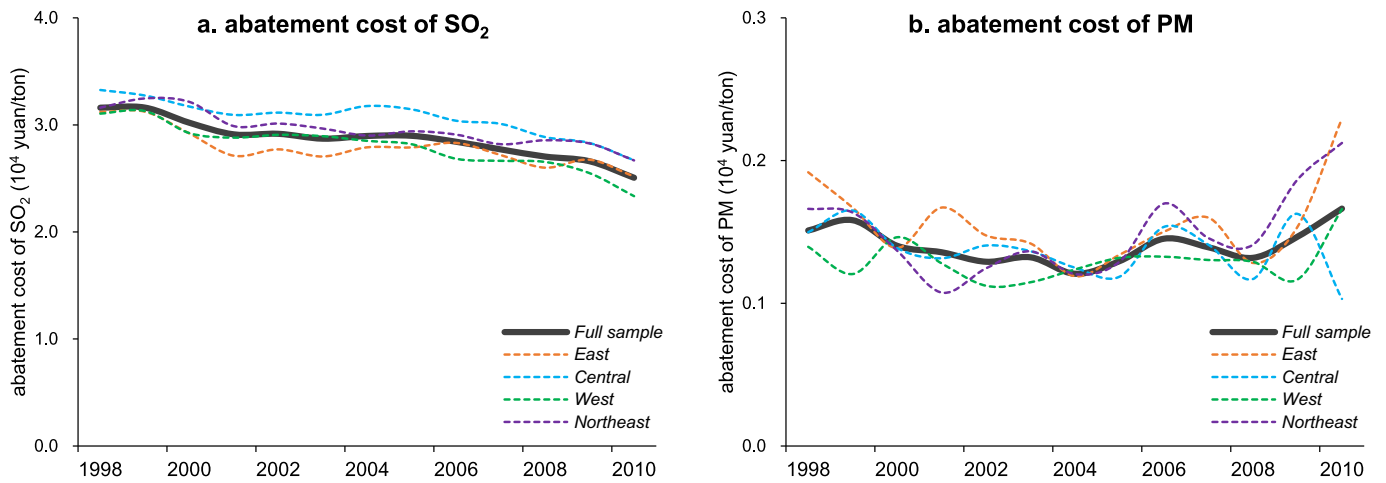 a. abatement cost of SO₂
abatement cost of SO₂ (10⁴ yuan/ton)
4.0
3.0
2.0
1.0
0.0
1998 2000 2002 2004 2006 2008 2010
Full sample
East
Central
West
Northeast
b. abatement cost of PM
abatement cost of PM (10⁴ yuan/ton)
0.3
0.2
0.1
0.0
1998 2000 2002 2004 2006 2008 2010
Full sample
East
Central
West
Northeast